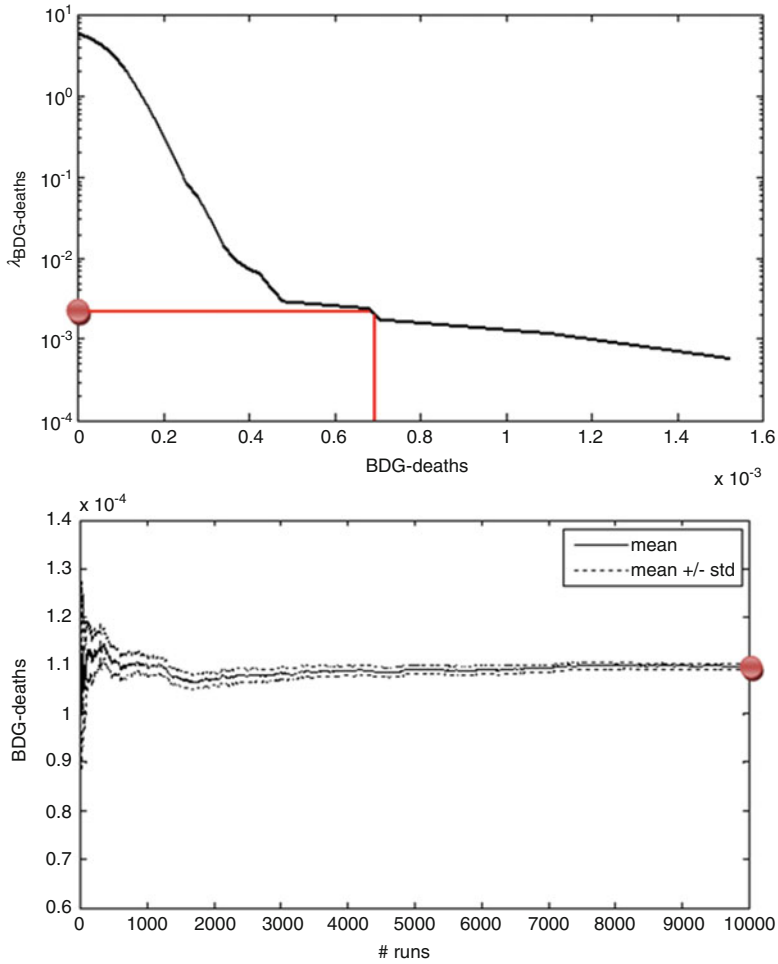 10^1
10^0
10^-1
10^-2
10^-3
10^-4
λBDG-deaths
0 0.2 0.4 0.6 0.8 1 1.2 1.4 1.6
BDG-deaths
x 10^-3
x 10^-4
1.4
1.3
1.2
1.1
1
0.9
0.8
0.7
0.6
BDG-deaths
mean
mean +/- std
0 1000 2000 3000 4000 5000 6000 7000 8000 9000 10000
# runs